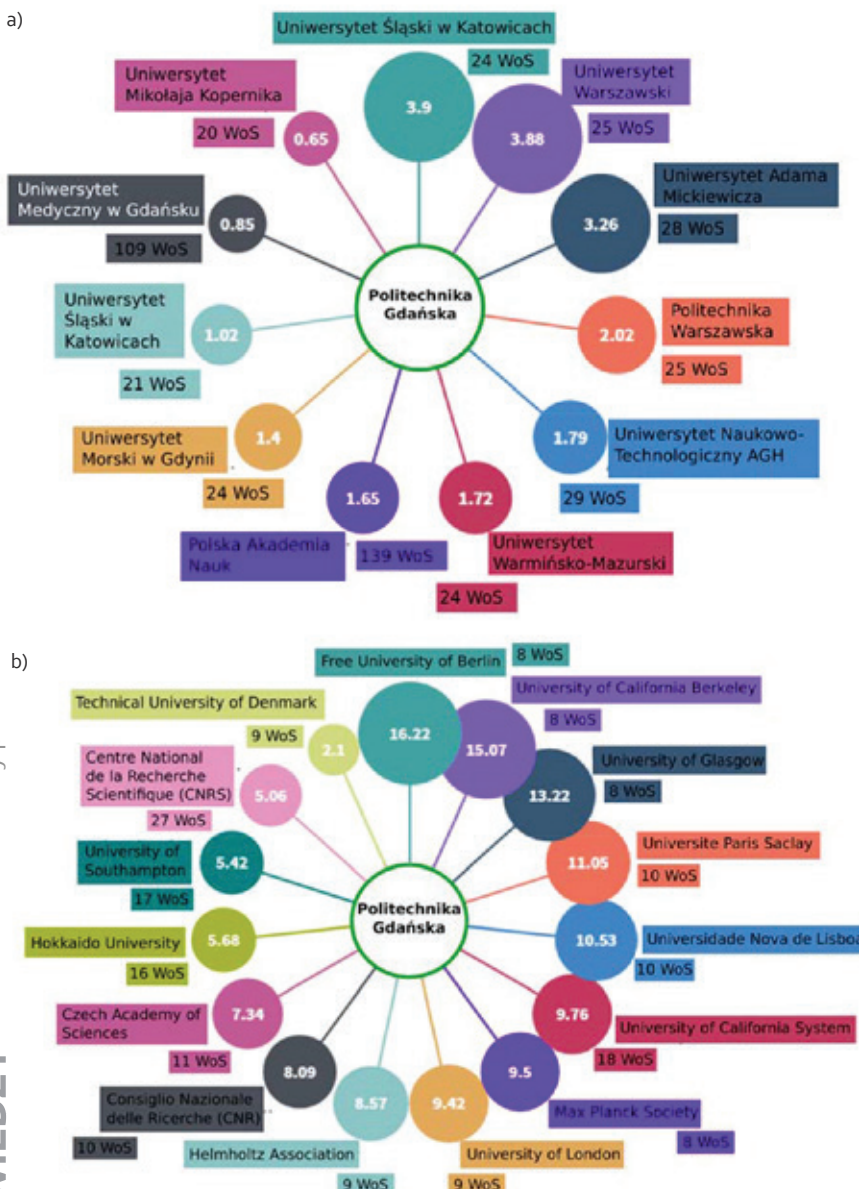 a)
Uniwersytet Śląski w Katowicach
24 WoS
3.9
Uniwersytet
Warszawski
25 WoS
3.88
Uniwersytet Adama
Mickiewicza
28 WoS
3.26
Politechnika
Warszawska
25 WoS
2.02
Uniwersytet Naukowo-
Technologiczny AGH
29 WoS
1.79
Uniwersytet
Warmińsko-Mazurski
24 WoS
1.72
Polska Akademia
Nauk
139 WoS
1.65
Uniwersytet
Morski w Gdynii
24 WoS
1.4
Uniwersytet
Śląski w
Katowicach
21 WoS
1.02
Uniwersytet
Medyczny w Gdańsku
109 WoS
0.85
Uniwersytet
Mikołaja Kopernika
20 WoS
0.65
Politechnika
Gdańska
b)
Free University of Berlin
8 WoS
16.22
University of California Berkeley
8 WoS
15.07
University of Glasgow
8 WoS
13.22
Universite Paris Saclay
10 WoS
11.05
Universidade Nova de Lisboa
10 WoS
10.53
University of California System
18 WoS
9.76
Max Planck Society
8 WoS
9.5
University of London
9 WoS
9.42
Helmholtz Association
9 WoS
8.57
Consiglio Nazionale
delle Ricerche (CNR)
10 WoS
8.09
Czech Academy of
Sciences
11 WoS
7.34
Hokkaido University
16 WoS
5.68
University of
Southampton
17 WoS
5.42
Centre National
de la Recherche
Scientifique (CNRS)
27 WoS
5.06
Technical University of Denmark
9 WoS
2.1
Politechnika
Gdańska